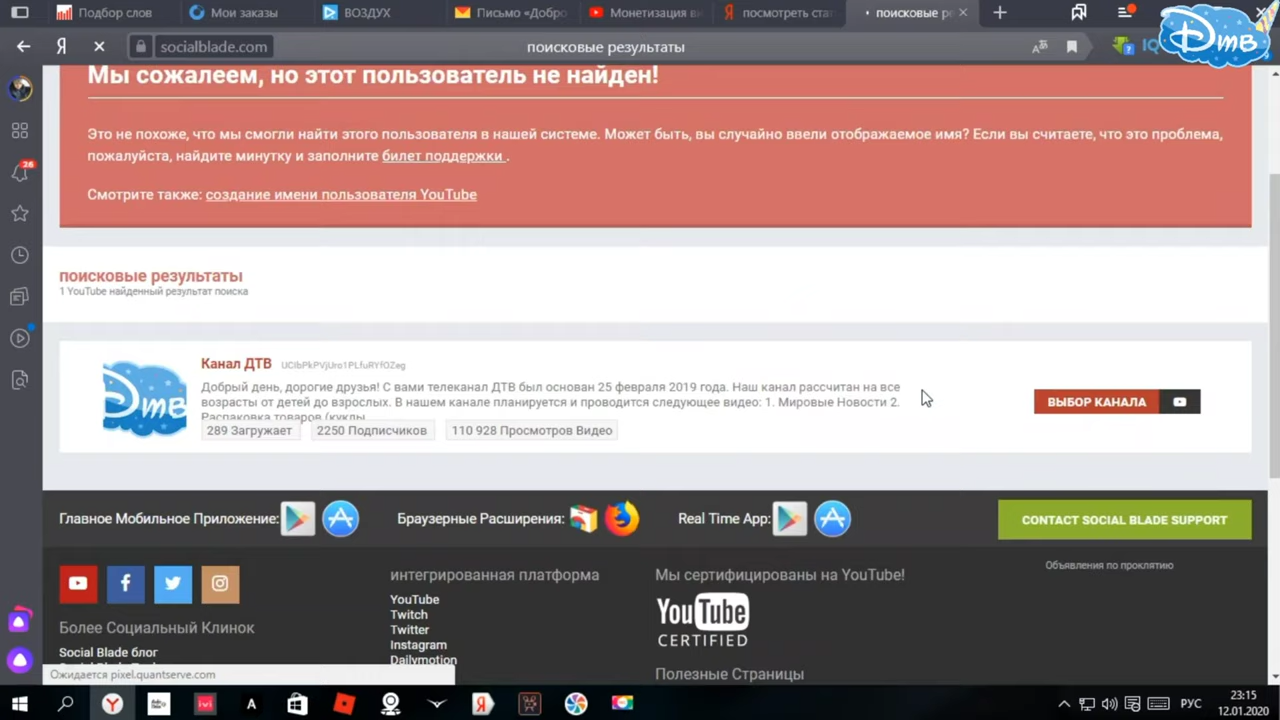 Подбор слов
Мои заказы
ВОЗДУХ
Письмо «Добро
Монетизация ви
посмотреть ста
поисковые ре
socialblade.com
поисковые результаты
Дтв
Мы сожалеем, но этот пользователь не найден!
Это не похоже, что мы смогли найти этого пользователя в нашей системе. Может быть, вы случайно ввели отображаемое имя? Если вы считаете, что это проблема,
пожалуйста, найдите минутку и заполните билет поддержки .
Смотрите также: создание имени пользователя YouTube
26
поисковые результаты
1 YouTube найденный результат поиска
Дтв
Канал ДТВ
Добрый день, дорогие друзья! С вами телеканал ДТВ был основан 25 февраля 2019 года. Наш канал рассчитан на все
возрасты от детей до взрослых. В нашем канале планируется и проводится следующее видео: 1. Мировые Новости 2.
Распаковка товаров (куклы
289 Загружает
2250 Подписчиков
110 928 Просмотров Видео
ВЫБОР КАНАЛА
Главное Мобильное Приложение:
Браузерные Расширения:
Real Time App:
CONTACT SOCIAL BLADE SUPPORT
Объявления по проклятию
интегрированная платформа
YouTube
Twitch
Twitter
Instagram
Dailymotion
Мы сертифицированы на YouTube!
YouTube
CERTIFIED
Полезные Страницы
Более Социальный Клинок
Social Blade блог
Ожидается pixel.quantserve.com
РУС
23:15
12.01.2020